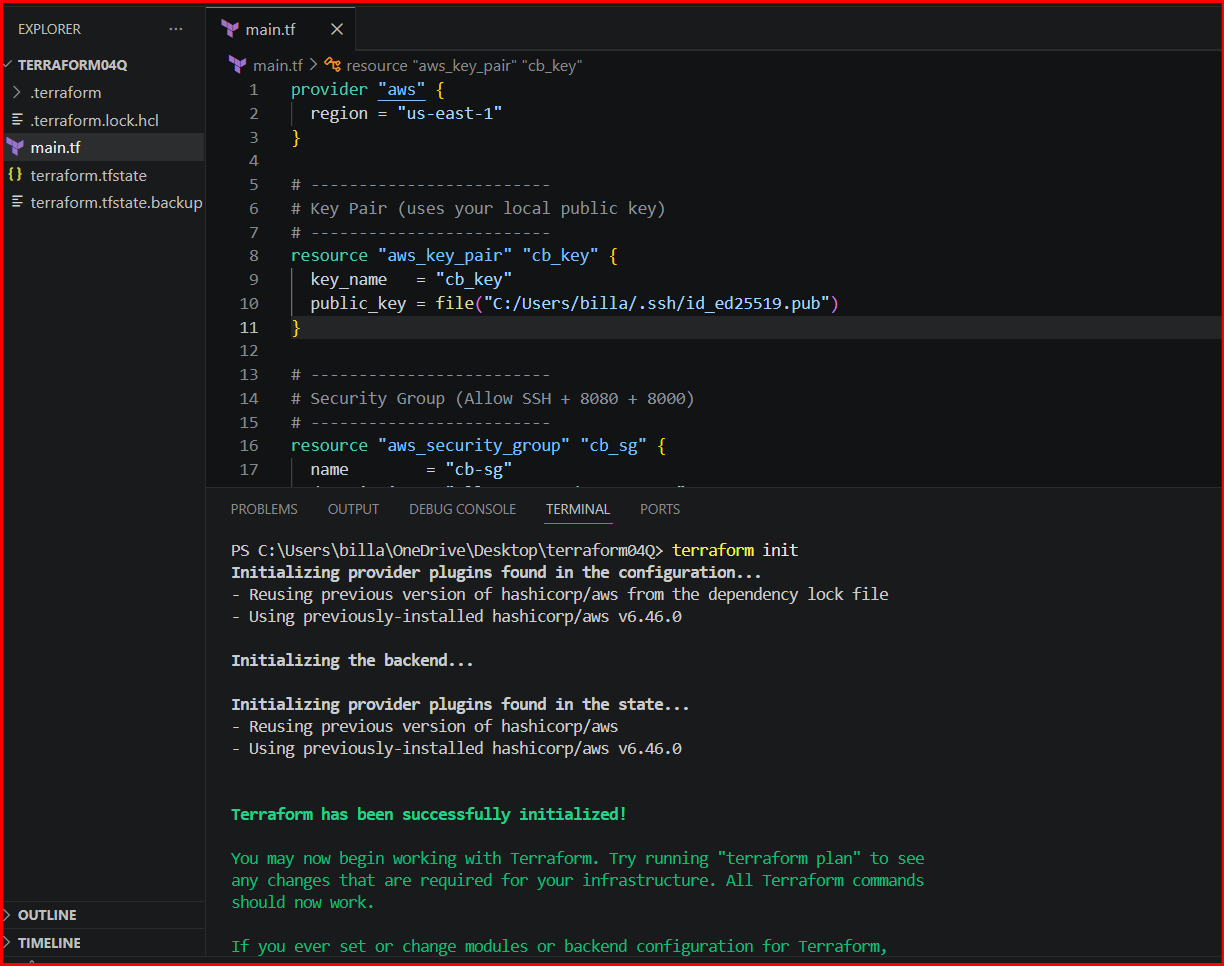 EXPLORER
TERRAFORM04Q
.terraform
.terraform.lock.hcl
main.tf
terraform.tfstate
terraform.tfstate.backup
OUTLINE
TIMELINE
main.tf
main.tf > resource "aws_key_pair" "cb_key"
1 provider "aws" {
2   region = "us-east-1"
3 }
4
5 # -------------------------
6 # Key Pair (uses your local public key)
7 # -------------------------
8 resource "aws_key_pair" "cb_key" {
9   key_name   = "cb_key"
10   public_key = file("C:/Users/billa/.ssh/id_ed25519.pub")
11 }
12
13 # -------------------------
14 # Security Group (Allow SSH + 8080 + 8000)
15 # -------------------------
16 resource "aws_security_group" "cb_sg" {
17   name        = "cb-sg"
PROBLEMS OUTPUT DEBUG CONSOLE TERMINAL PORTS
PS C:\Users\billa\OneDrive\Desktop\terraform04Q> terraform init
Initializing provider plugins found in the configuration...
- Reusing previous version of hashicorp/aws from the dependency lock file
- Using previously-installed hashicorp/aws v6.46.0
Initializing the backend...
Initializing provider plugins found in the state...
- Reusing previous version of hashicorp/aws
- Using previously-installed hashicorp/aws v6.46.0
Terraform has been successfully initialized!
You may now begin working with Terraform. Try running "terraform plan" to see
any changes that are required for your infrastructure. All Terraform commands
should now work.
If you ever set or change modules or backend configuration for Terraform,